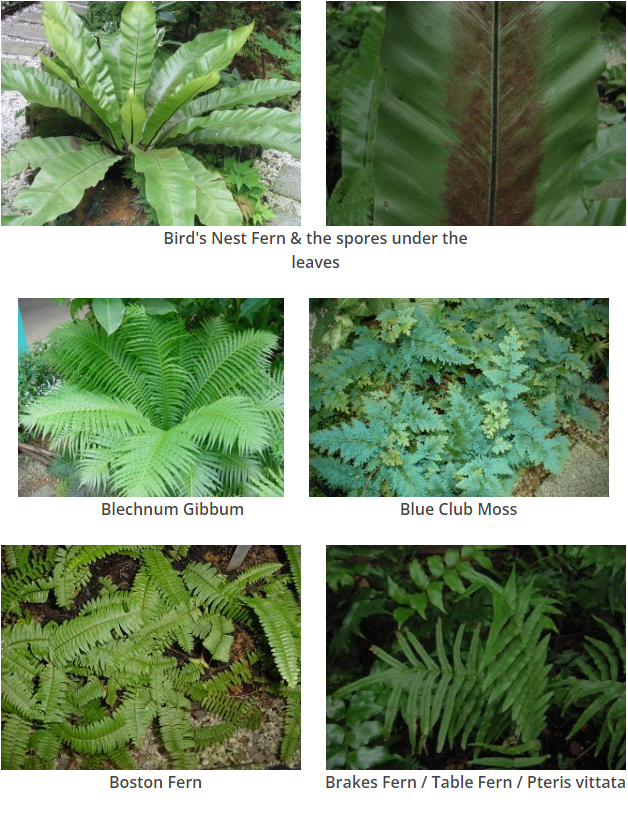 Bird's Nest Fern & the spores under the
leaves
Blechnum Gibbum
Blue Club Moss
Boston Fern
Brakes Fern / Table Fern / Pteris vittata